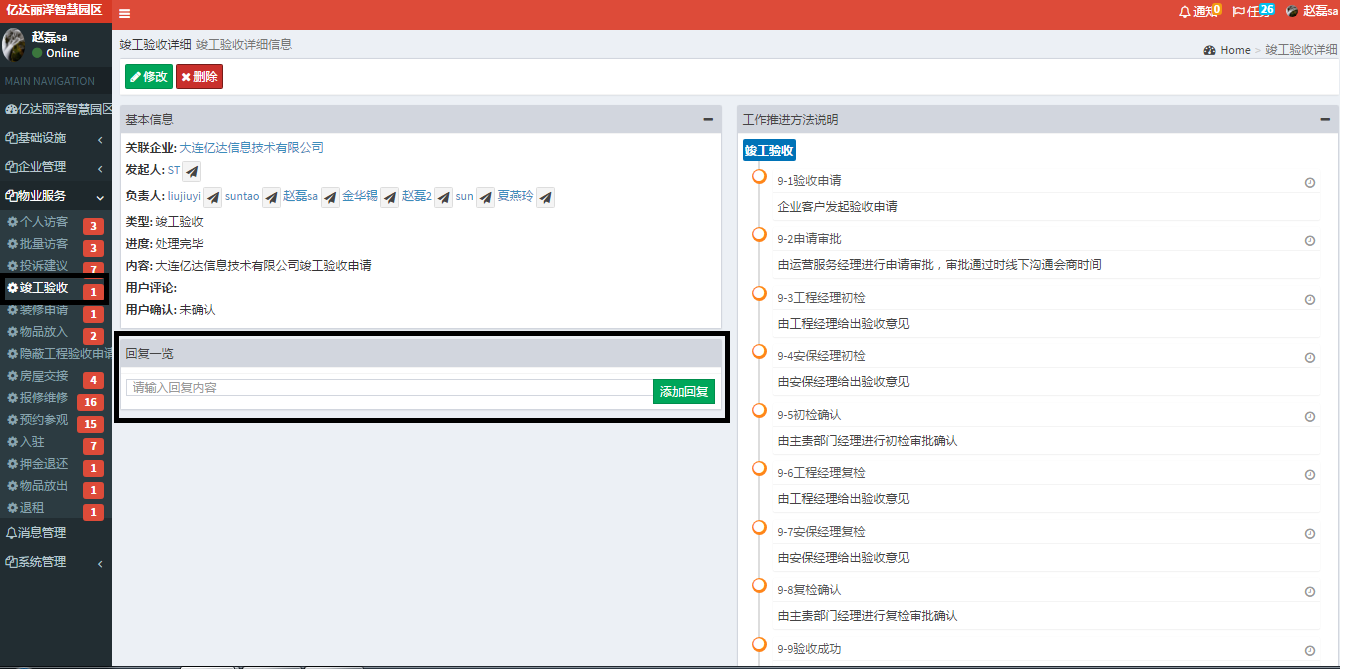 亿达丽泽智慧园区
通知 0
任务 26
赵磊sa
赵磊sa
Online
MAIN NAVIGATION
亿达丽泽智慧园区
基础设施
企业管理
物业服务
个人访客 3
批量访客 3
投诉建议 7
竣工验收 1
装修申请 1
物品放入 2
隐蔽工程验收申请
房屋交接 4
报修维修 16
预约参观 15
入驻 7
押金退还 1
物品放出 1
退租 1
消息管理
系统管理
竣工验收详细 竣工验收详细信息
Home > 竣工验收详细
修改 删除
基本信息
关联企业: 大连亿达信息技术有限公司
发起人: ST
负责人: liujiuyi suntao 赵磊sa 金华锡 赵磊2 sun 夏燕玲
类型: 竣工验收
进度: 处理完毕
内容: 大连亿达信息技术有限公司竣工验收申请
用户评论:
用户确认: 未确认
回复一览
请输入回复内容
添加回复
工作推进方法说明
竣工验收
9-1验收申请
企业客户发起验收申请
9-2申请审批
由运营服务经理进行申请审批，审批通过时线下沟通会商时间
9-3工程经理初检
由工程经理给出验收意见
9-4安保经理初检
由安保经理给出验收意见
9-5初检确认
由主责部门经理进行初检审批确认
9-6工程经理复检
由工程经理给出验收意见
9-7安保经理复检
由安保经理给出验收意见
9-8复检确认
由主责部门经理进行复检审批确认
9-9验收成功